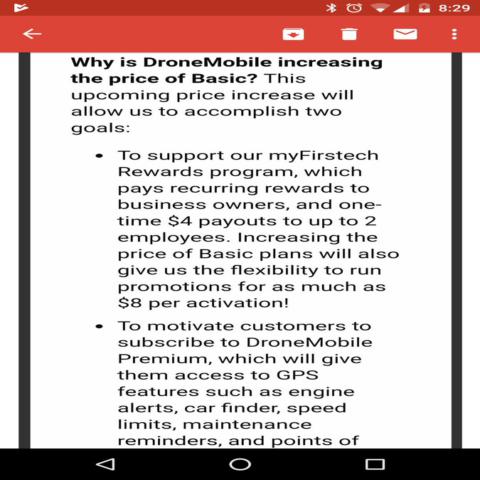 8:29
Why is DroneMobile increasing
the price of Basic? This
upcoming price increase will
allow us to accomplish two
goals:
• To support our myFirstech
Rewards program, which
pays recurring rewards to
business owners, and one-
time $4 payouts to up to 2
employees. Increasing the
price of Basic plans will also
give us the flexibility to run
promotions for as much as
$8 per activation!
• To motivate customers to
subscribe to DroneMobile
Premium, which will give
them access to GPS
features such as engine
alerts, car finder, speed
limits, maintenance
reminders, and points of